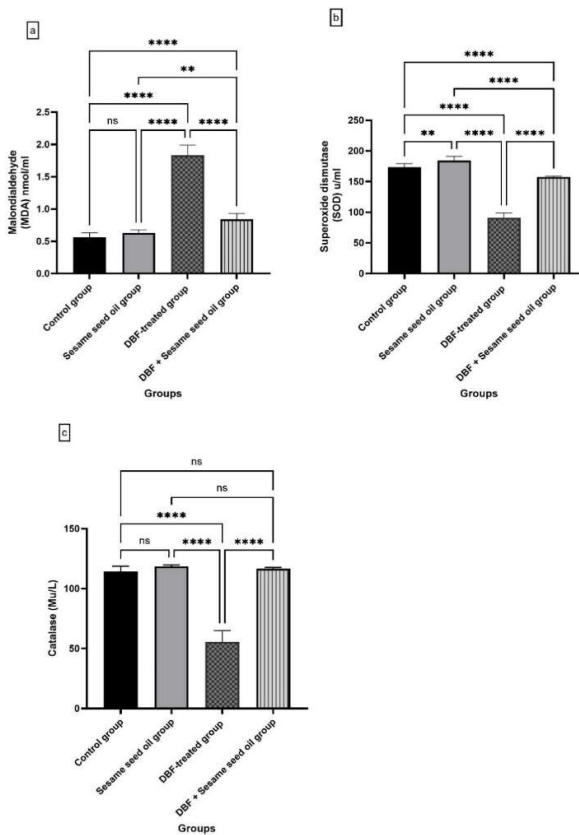 a
****
**
****
ns
****
****
Malondialdehyde
(MDA) nmol/ml
2.5
2.0
1.5
1.0
0.5
0.0
Control group
Sesame seed oil group
DBF-treated group
DBF + Sesame seed oil group
Groups
b
****
****
****
**
****
****
Superoxide dismutase
(SOD) u/ml
250
200
150
100
50
0
Control group
Sesame seed oil group
DBF-treated group
DBF + Sesame seed oil group
Groups
c
ns
ns
****
ns
****
****
Catalase (Mu/L)
150
100
50
0
Control group
Sesame seed oil group
DBF-treated group
DBF + Sesame seed oil group
Groups